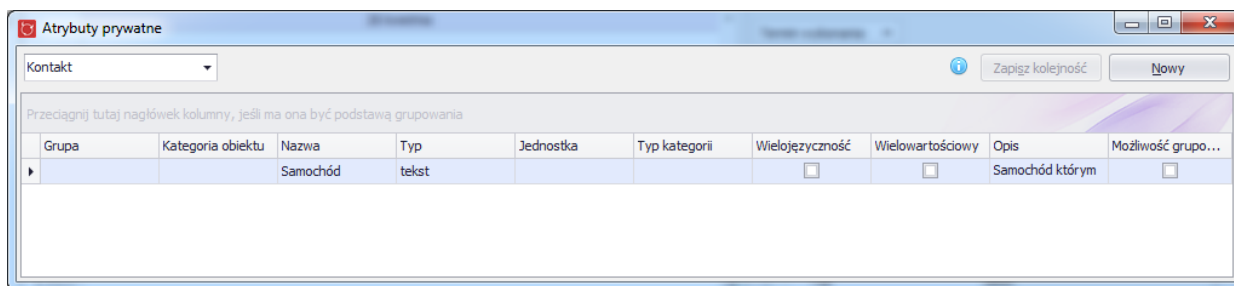 Atrybuty prywatne
Kontakt
Zapisz kolejność
Nowy
Przeciągnij tutaj nagłówek kolumny, jeśli ma ona być podstawą grupowania
Grupa Kategoria obiektu Nazwa Typ Jednostka Typ kategorii Wielojęzyczność Wielowartościowy Opis Możliwość grupo...
Samochód tekst Samochód którym